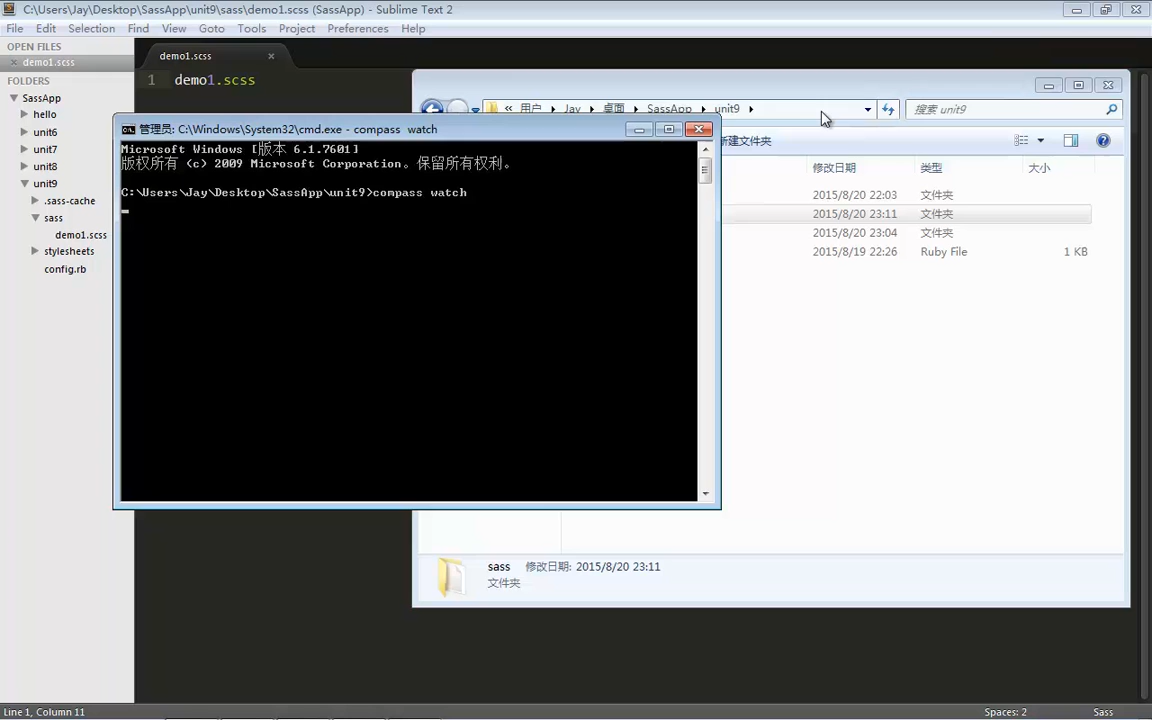 C:\Users\Jay\Desktop\SassApp\unit9\sass\demo1.scss (SassApp) - Sublime Text 2
File Edit Selection Find View Goto Tools Project Preferences Help
OPEN FILES
demo1.scss
FOLDERS
SassApp
hello
unit6
unit7
unit8
unit9
.sass-cache
sass
demo1.scss
stylesheets
config.rb
demo1.scss
1 demo1.scss
« 用户 Jay 桌面 SassApp unit9
搜索 unit9
建文件夹
修改日期 类型 大小
2015/8/20 22:03 文件夹
2015/8/20 23:11 文件夹
2015/8/20 23:04 文件夹
2015/8/19 22:26 Ruby File 1 KB
管理员: C:\Windows\System32\cmd.exe - compass watch
Microsoft Windows [版本 6.1.7601]
版权所有 (c) 2009 Microsoft Corporation。保留所有权利。
C:\Users\Jay\Desktop\SassApp\unit9>compass watch
sass 修改日期: 2015/8/20 23:11
文件夹
Line 1, Column 11
Spaces: 2
Sass